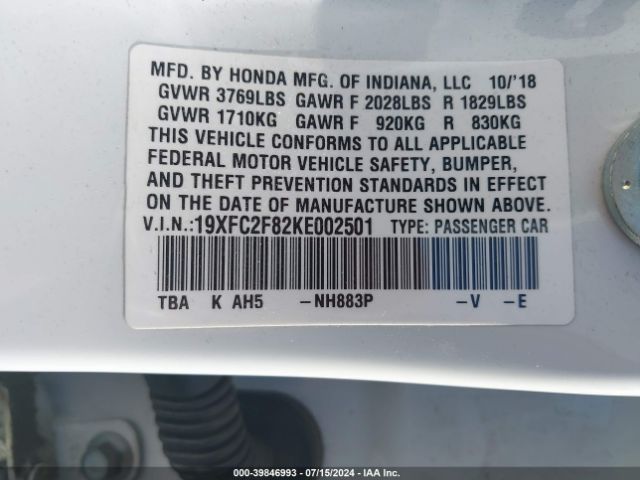 MFD. BY HONDA MFG. OF INDIANA, LLC 10/'18
GVWR 3769LBS GAWR F 2028LBS R 1829LBS
GVWR 1710KG GAWR F 920KG R 830KG
THIS VEHICLE CONFORMS TO ALL APPLICABLE
FEDERAL MOTOR VEHICLE SAFETY, BUMPER,
AND THEFT PREVENTION STANDARDS IN EFFECT
ON THE DATE OF MANUFACTURE SHOWN ABOVE.
V.I.N.:19XFC2F82KE002501 TYPE: PASSENGER CAR
TBA K AH5 -NH883P -V -E
000-39846993 - 07/15/2024 - IAA Inc.